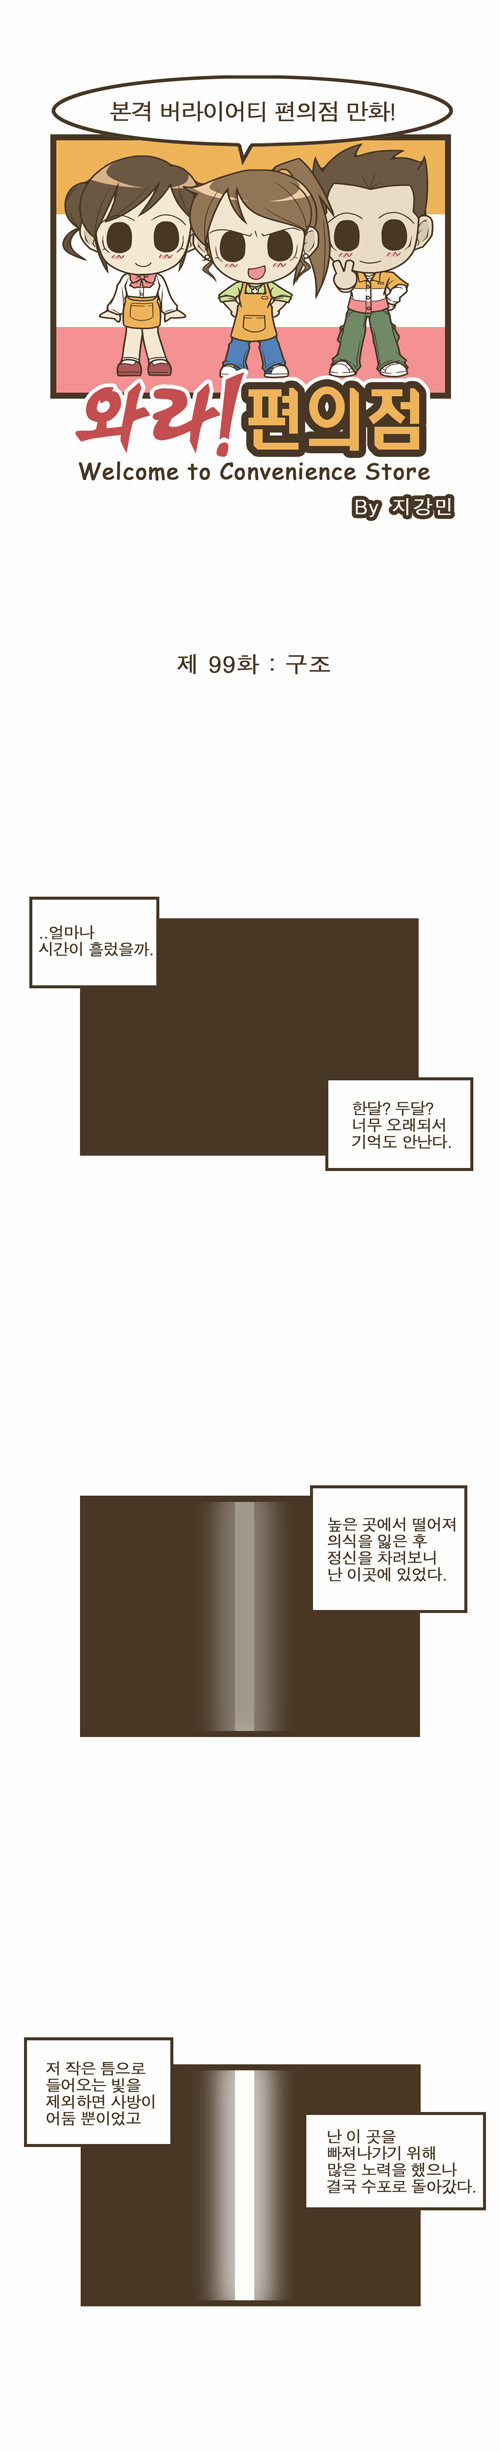 본격 버라이어티 편의점 만화!
와라! 편의점
Welcome to Convenience Store
By 지강민
제 99화 : 구조
..얼마나
시간이 흘렀을까.
한달? 두달?
너무 오래되서
기억도 안난다.
높은 곳에서 떨어져
의식을 잃은 후
정신을 차려보니
난 이곳에 있었다.
저 작은 틈으로
들어오는 빛을
제외하면 사방이
어둠 뿐이었고
난 이 곳을
빠져나가기 위해
많은 노력을 했으나
결국 수포로 돌아갔다.